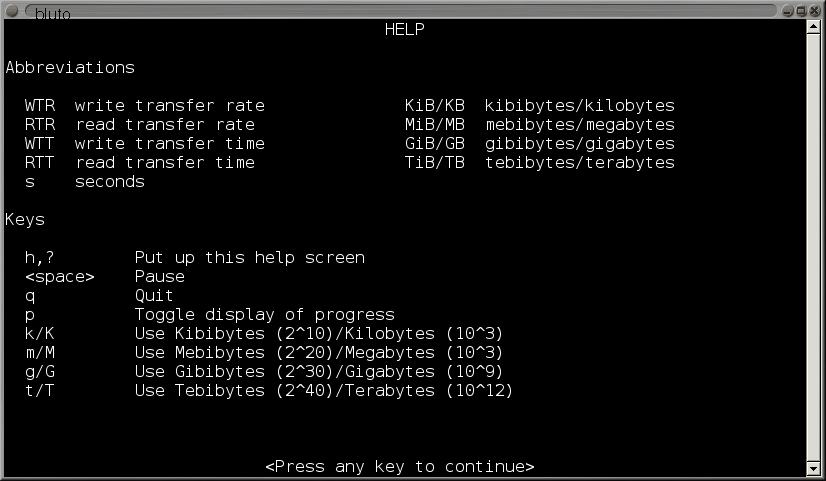 bluto
HELP
Abbreviations
WTR write transfer rate KiB/KB kibibytes/kilobytes
RTR read transfer rate MiB/MB mebibytes/megabytes
WTT write transfer time GiB/GB gibibytes/gigabytes
RTT read transfer time TiB/TB tebibytes/terabytes
s seconds
Keys
h,? Put up this help screen
<space> Pause
q Quit
p Toggle display of progress
k/K Use Kibibytes (2^10)/Kilobytes (10^3)
m/M Use Mebibytes (2^20)/Megabytes (10^3)
g/G Use Gibibytes (2^30)/Gigabytes (10^9)
t/T Use Tebibytes (2^40)/Terabytes (10^12)
<Press any key to continue>